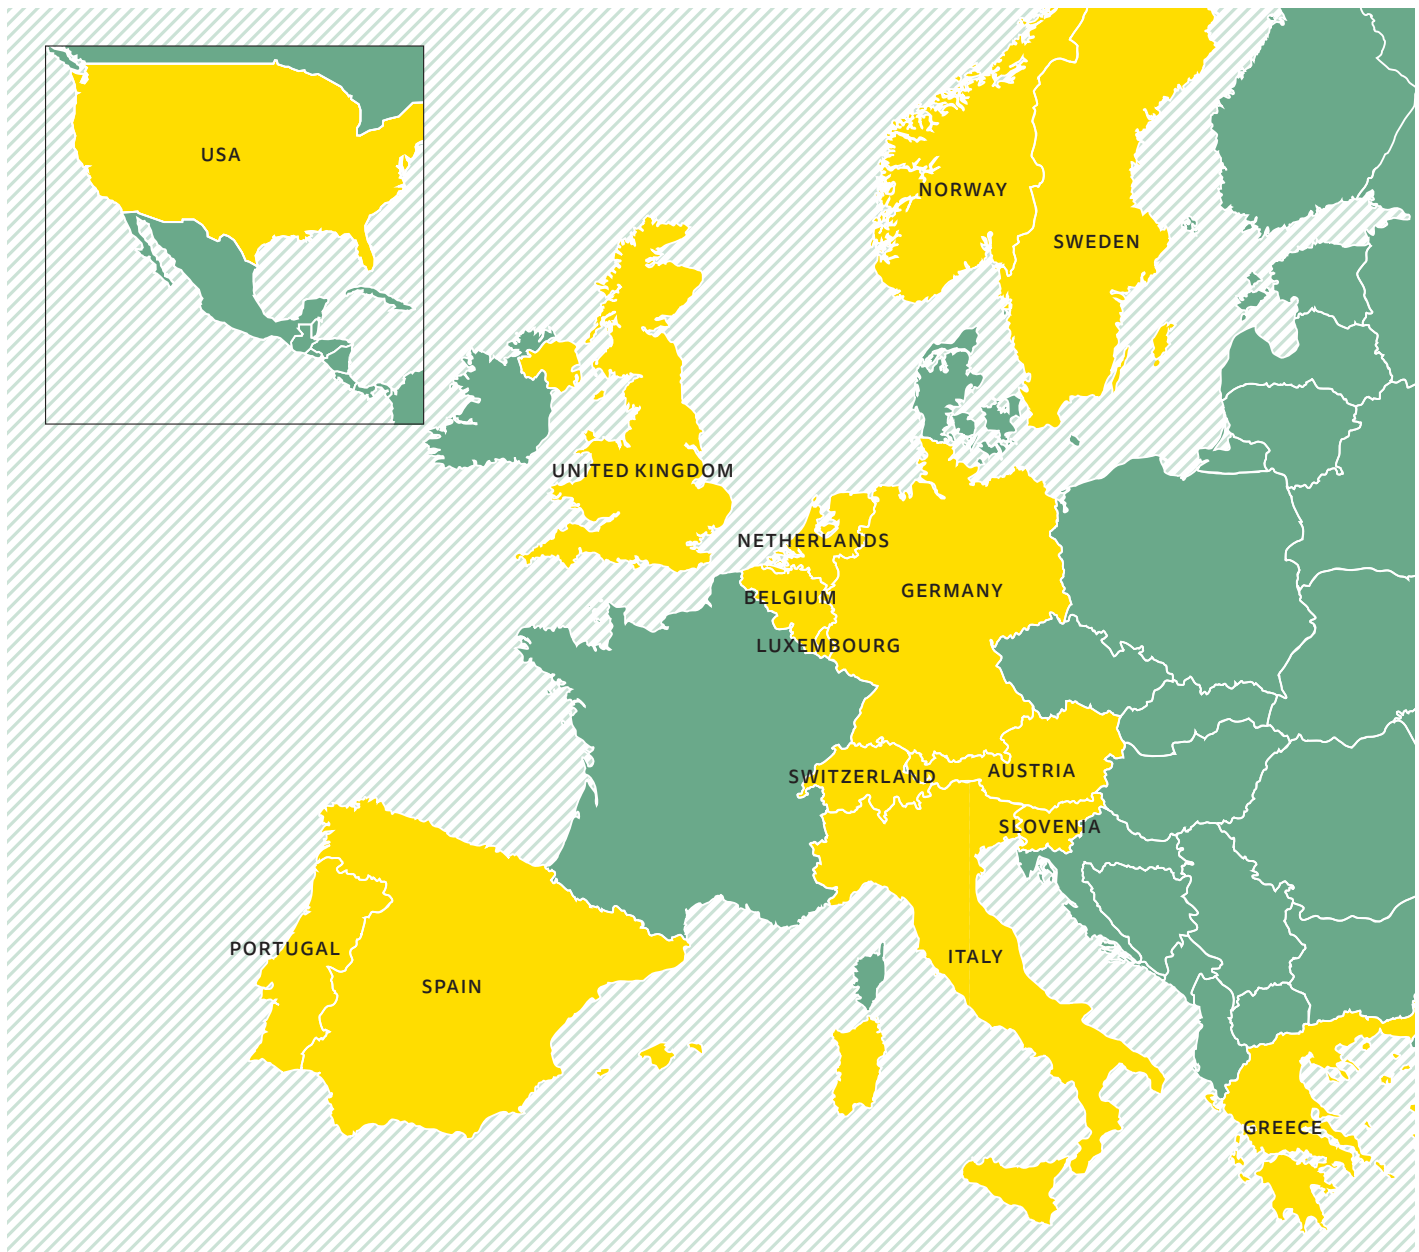 USA
NORWAY
SWEDEN
UNITED KINGDOM
NETHERLANDS
GERMANY
BELGIUM
LUXEMBOURG
SWITZERLAND
AUSTRIA
SLOVENIA
PORTUGAL
ITALY
SPAIN
GREECE